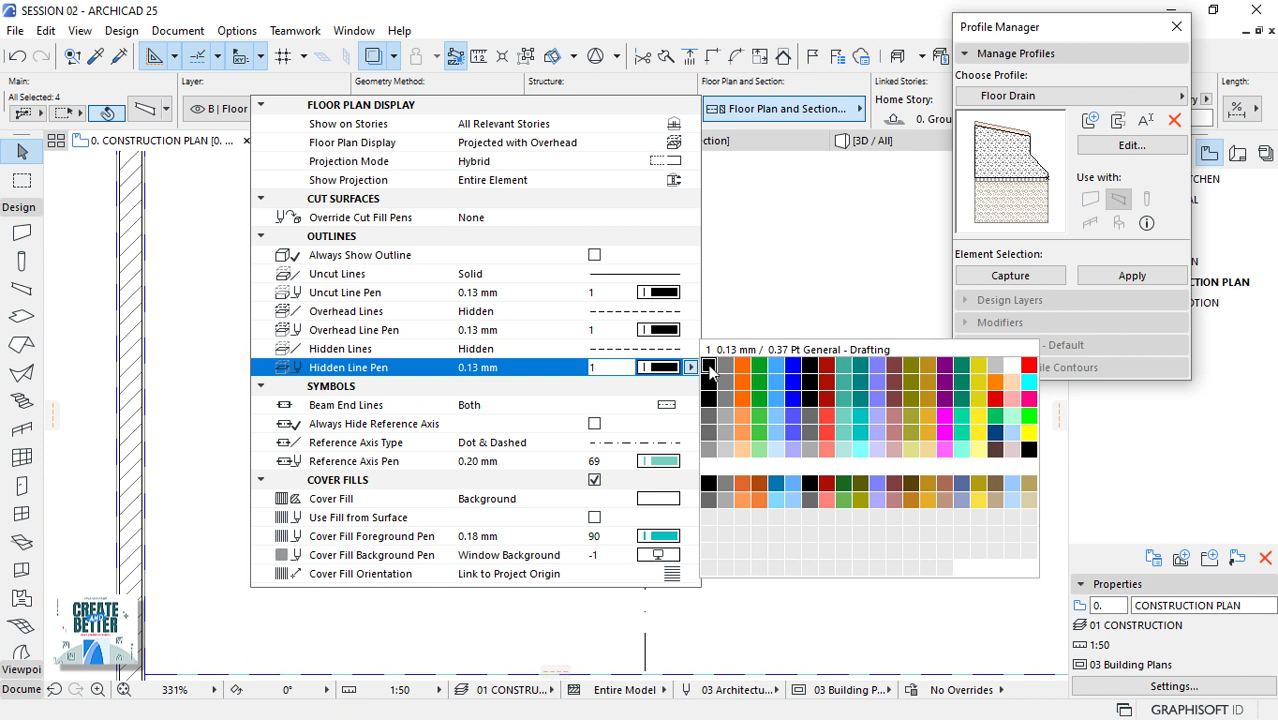 SESSION 02 - ARCHICAD 25
File Edit View Design Document Options Teamwork Window Help
Main: Layer: Geometry Method: Structure: Floor Plan and Section: Linked Stories: Length:
All Selected: 4
B | Floor
Floor Plan and Section...
Home Story:
0. Grou
0. CONSTRUCTION PLAN [0. ...
ction]
[3D / All]
Design
FLOOR PLAN DISPLAY
Show on Stories All Relevant Stories
Floor Plan Display Projected with Overhead
Projection Mode Hybrid
Show Projection Entire Element
CUT SURFACES
Override Cut Fill Pens None
OUTLINES
Always Show Outline
Uncut Lines Solid
Uncut Line Pen 0.13 mm 1
Overhead Lines Hidden
Overhead Line Pen 0.13 mm 1
Hidden Lines Hidden
Hidden Line Pen 0.13 mm 1
SYMBOLS
Beam End Lines Both
Always Hide Reference Axis
Reference Axis Type Dot & Dashed
Reference Axis Pen 0.20 mm 69
COVER FILLS
Cover Fill Background
Use Fill from Surface
Cover Fill Foreground Pen 0.18 mm 90
Cover Fill Background Pen Window Background -1
Cover Fill Orientation Link to Project Origin
1 0.13 mm / 0.37 Pt General - Drafting
Profile Manager
Manage Profiles
Choose Profile:
Floor Drain
Edit...
Use with:
Element Selection:
Capture Apply
Design Layers
Modifiers
- Default
ile Contours
TCHEN
AN
N
CTION PLAN
OTION
Properties
0. CONSTRUCTION PLAN
01 CONSTRUCTION
1:50
03 Building Plans
Settings...
CREATE
BETTER
Viewpoi
Docume
331% 0° 1:50 01 CONSTRU... Entire Model 03 Architectu... 03 Building P... No Overrides
GRAPHISOFT ID